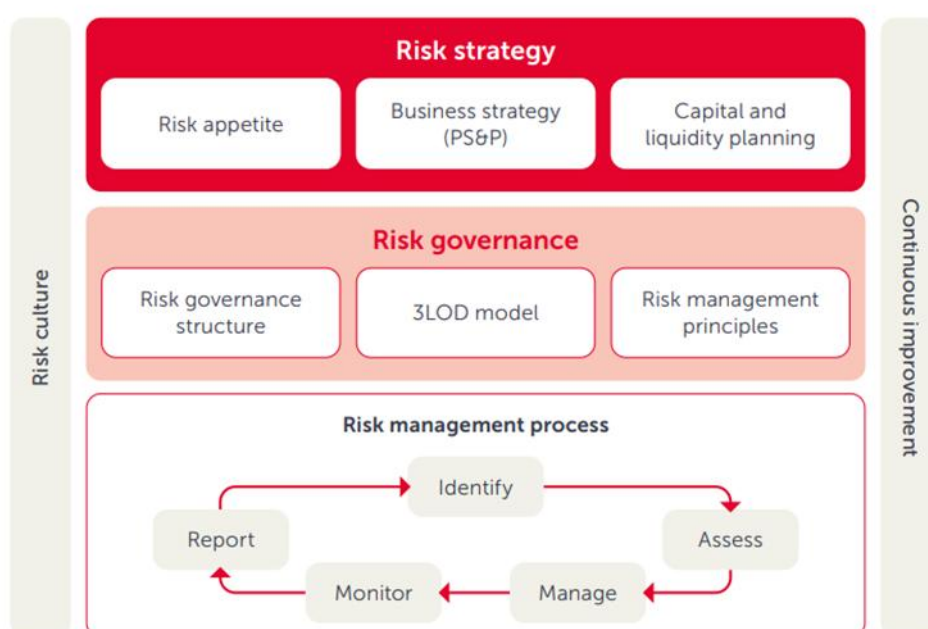 Risk culture
Risk strategy
Risk appetite
Business strategy
(PS&P)
Capital and
liquidity planning
Risk governance
Risk governance
structure
3LOD model
Risk management
principles
Risk management process
Identify
Report
Assess
Monitor
Manage
Continuous improvement